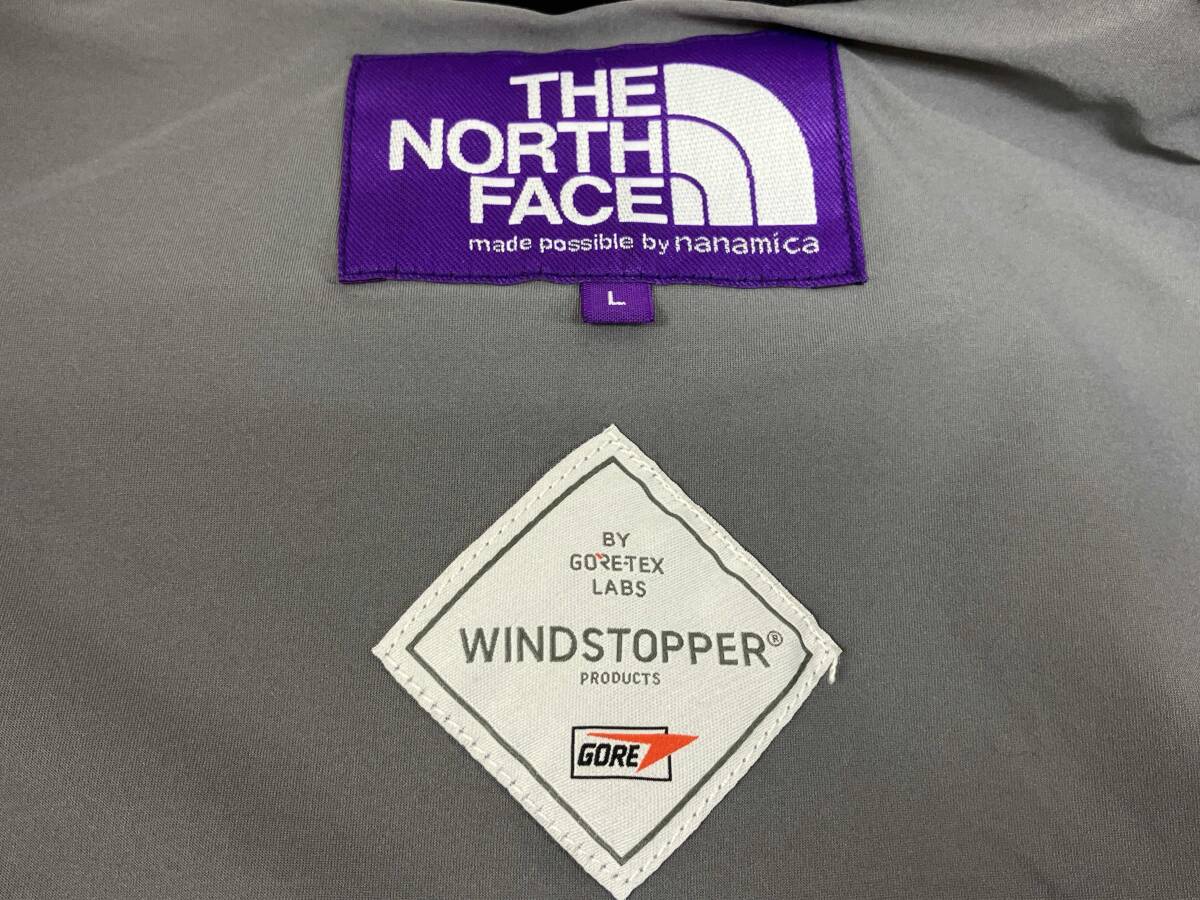 THE
NORTH
FACE
made possible by nanamica
L
BY
GORE-TEX
LABS
WINDSTOPPER®
PRODUCTS
GORE